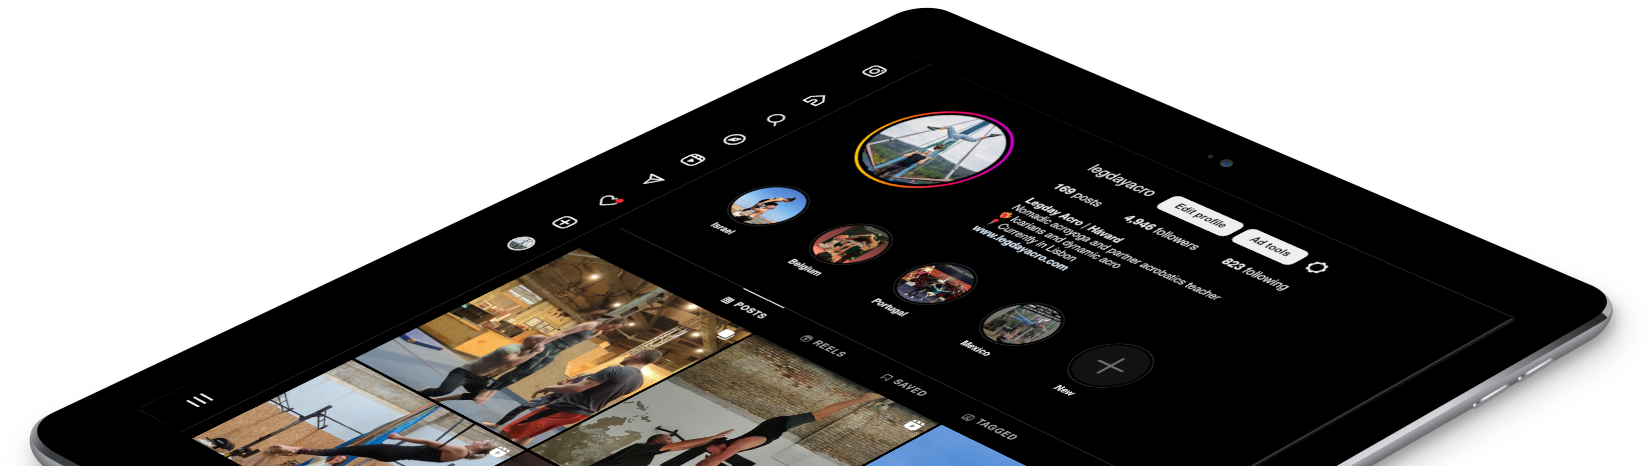 legdayacro
Edit profile
Ad tools
169 posts
4,946 followers
823 following
Legday Acro | Håvard
Nomadic acroyoga and partner acrobatics teacher
Icarians and dynamic acro
Currently in Lisbon
www.legdayacro.com
Israel
Belgium
Portugal
Mexico
New
POSTS
REELS
SAVED
TAGGED